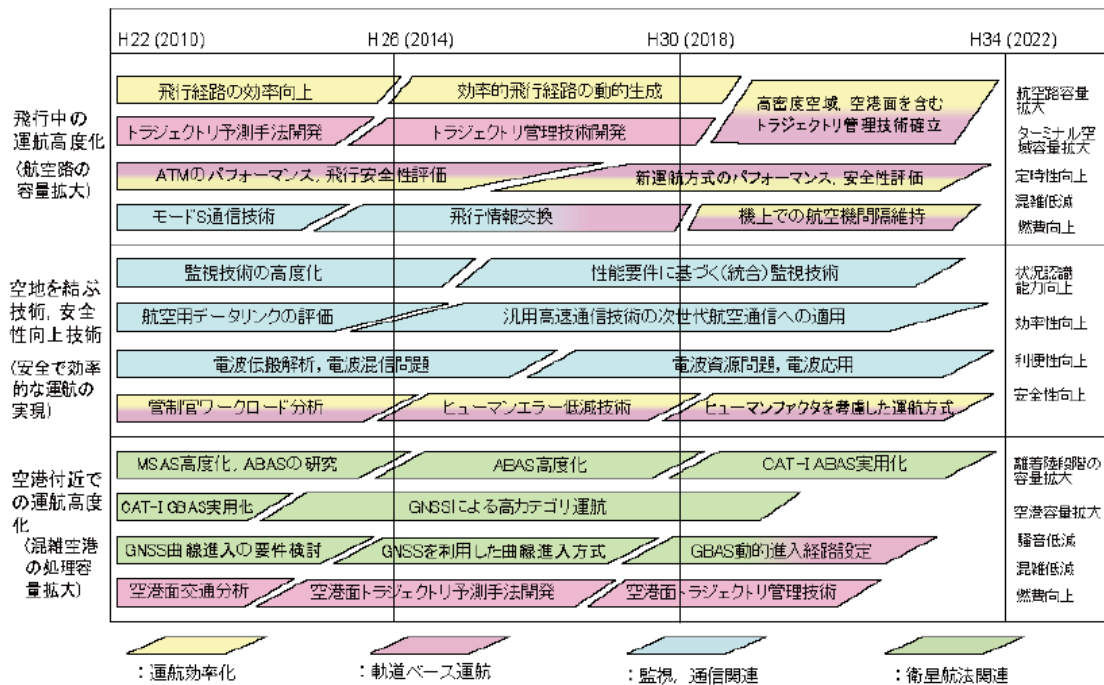 H22 (2010) H26 (2014) H30 (2018) H34 (2022)
飛行中の
運航高度化
(航空路の
容量拡大)
飛行経路の効率向上
効率的飛行経路の動的生成
高密度空域, 空港面を含む
トラジェクトリ管理技術確立
トラジェクトリ予測手法開発
トラジェクトリ管理技術開発
ATMのパフォーマンス, 飛行安全性評価
新運航方式のパフォーマンス, 安全性評価
モードS通信技術
飛行情報交換
機上での航空機間隔維持
航空路容量
拡大
ターミナル空
域容量拡大
定時性向上
混雑低減
燃費向上
空地を結ぶ
技術, 安全
性向上技術
(安全で効率
的な運航の
実現)
監視技術の高度化
性能要件に基づく(統合)監視技術
航空用データリンクの評価
汎用高速通信技術の次世代航空通信への適用
電波伝搬解析, 電波混信問題
電波資源問題, 電波応用
管制官ワークロード分析
ヒューマンエラー低減技術
ヒューマンファクタを考慮した運航方式
状況認識
能力向上
効率性向上
利便性向上
安全性向上
空港付近で
の運航高度
化
(混雑空港
の処理容
量拡大)
MSAS高度化, ABASの研究
ABAS高度化
CAT-I ABAS実用化
CAT-I GBAS実用化
GNSSによる高カテゴリ運航
GNSS曲線進入の要件検討
GNSSを利用した曲線進入方式
GBAS動的進入経路設定
空港面交通分析
空港面トラジェクトリ予測手法開発
空港面トラジェクトリ管理技術
離着陸段階の
容量拡大
空港容量拡大
騒音低減
混雑低減
燃費向上
:運航効率化
:軌道ベース運航
:監視, 通信関連
:衛星航法関連